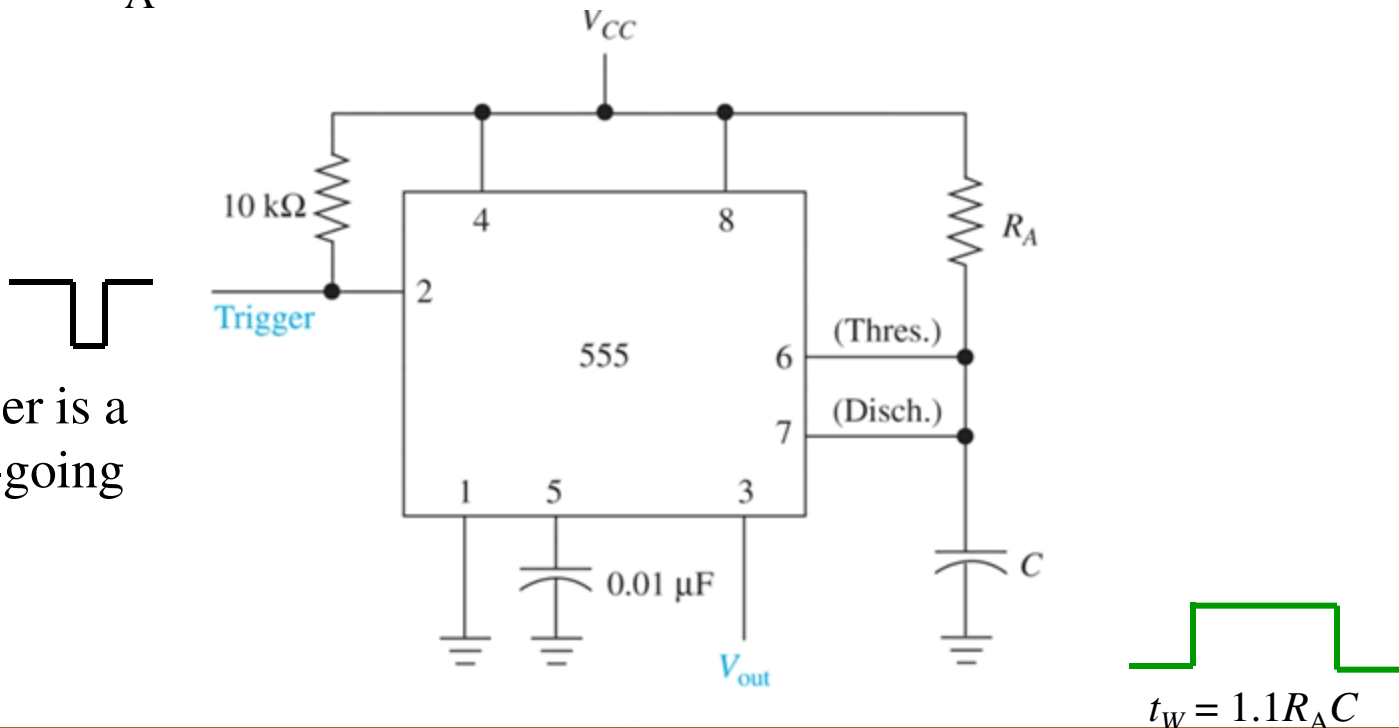 A
V_CC
10 kΩ
4
8
R_A
2
Trigger
(Thres.)
555
6
er is a
(Disch.)
7
-going
1
5
3
0.01 µF
C
V_out
t_W = 1.1R_AC